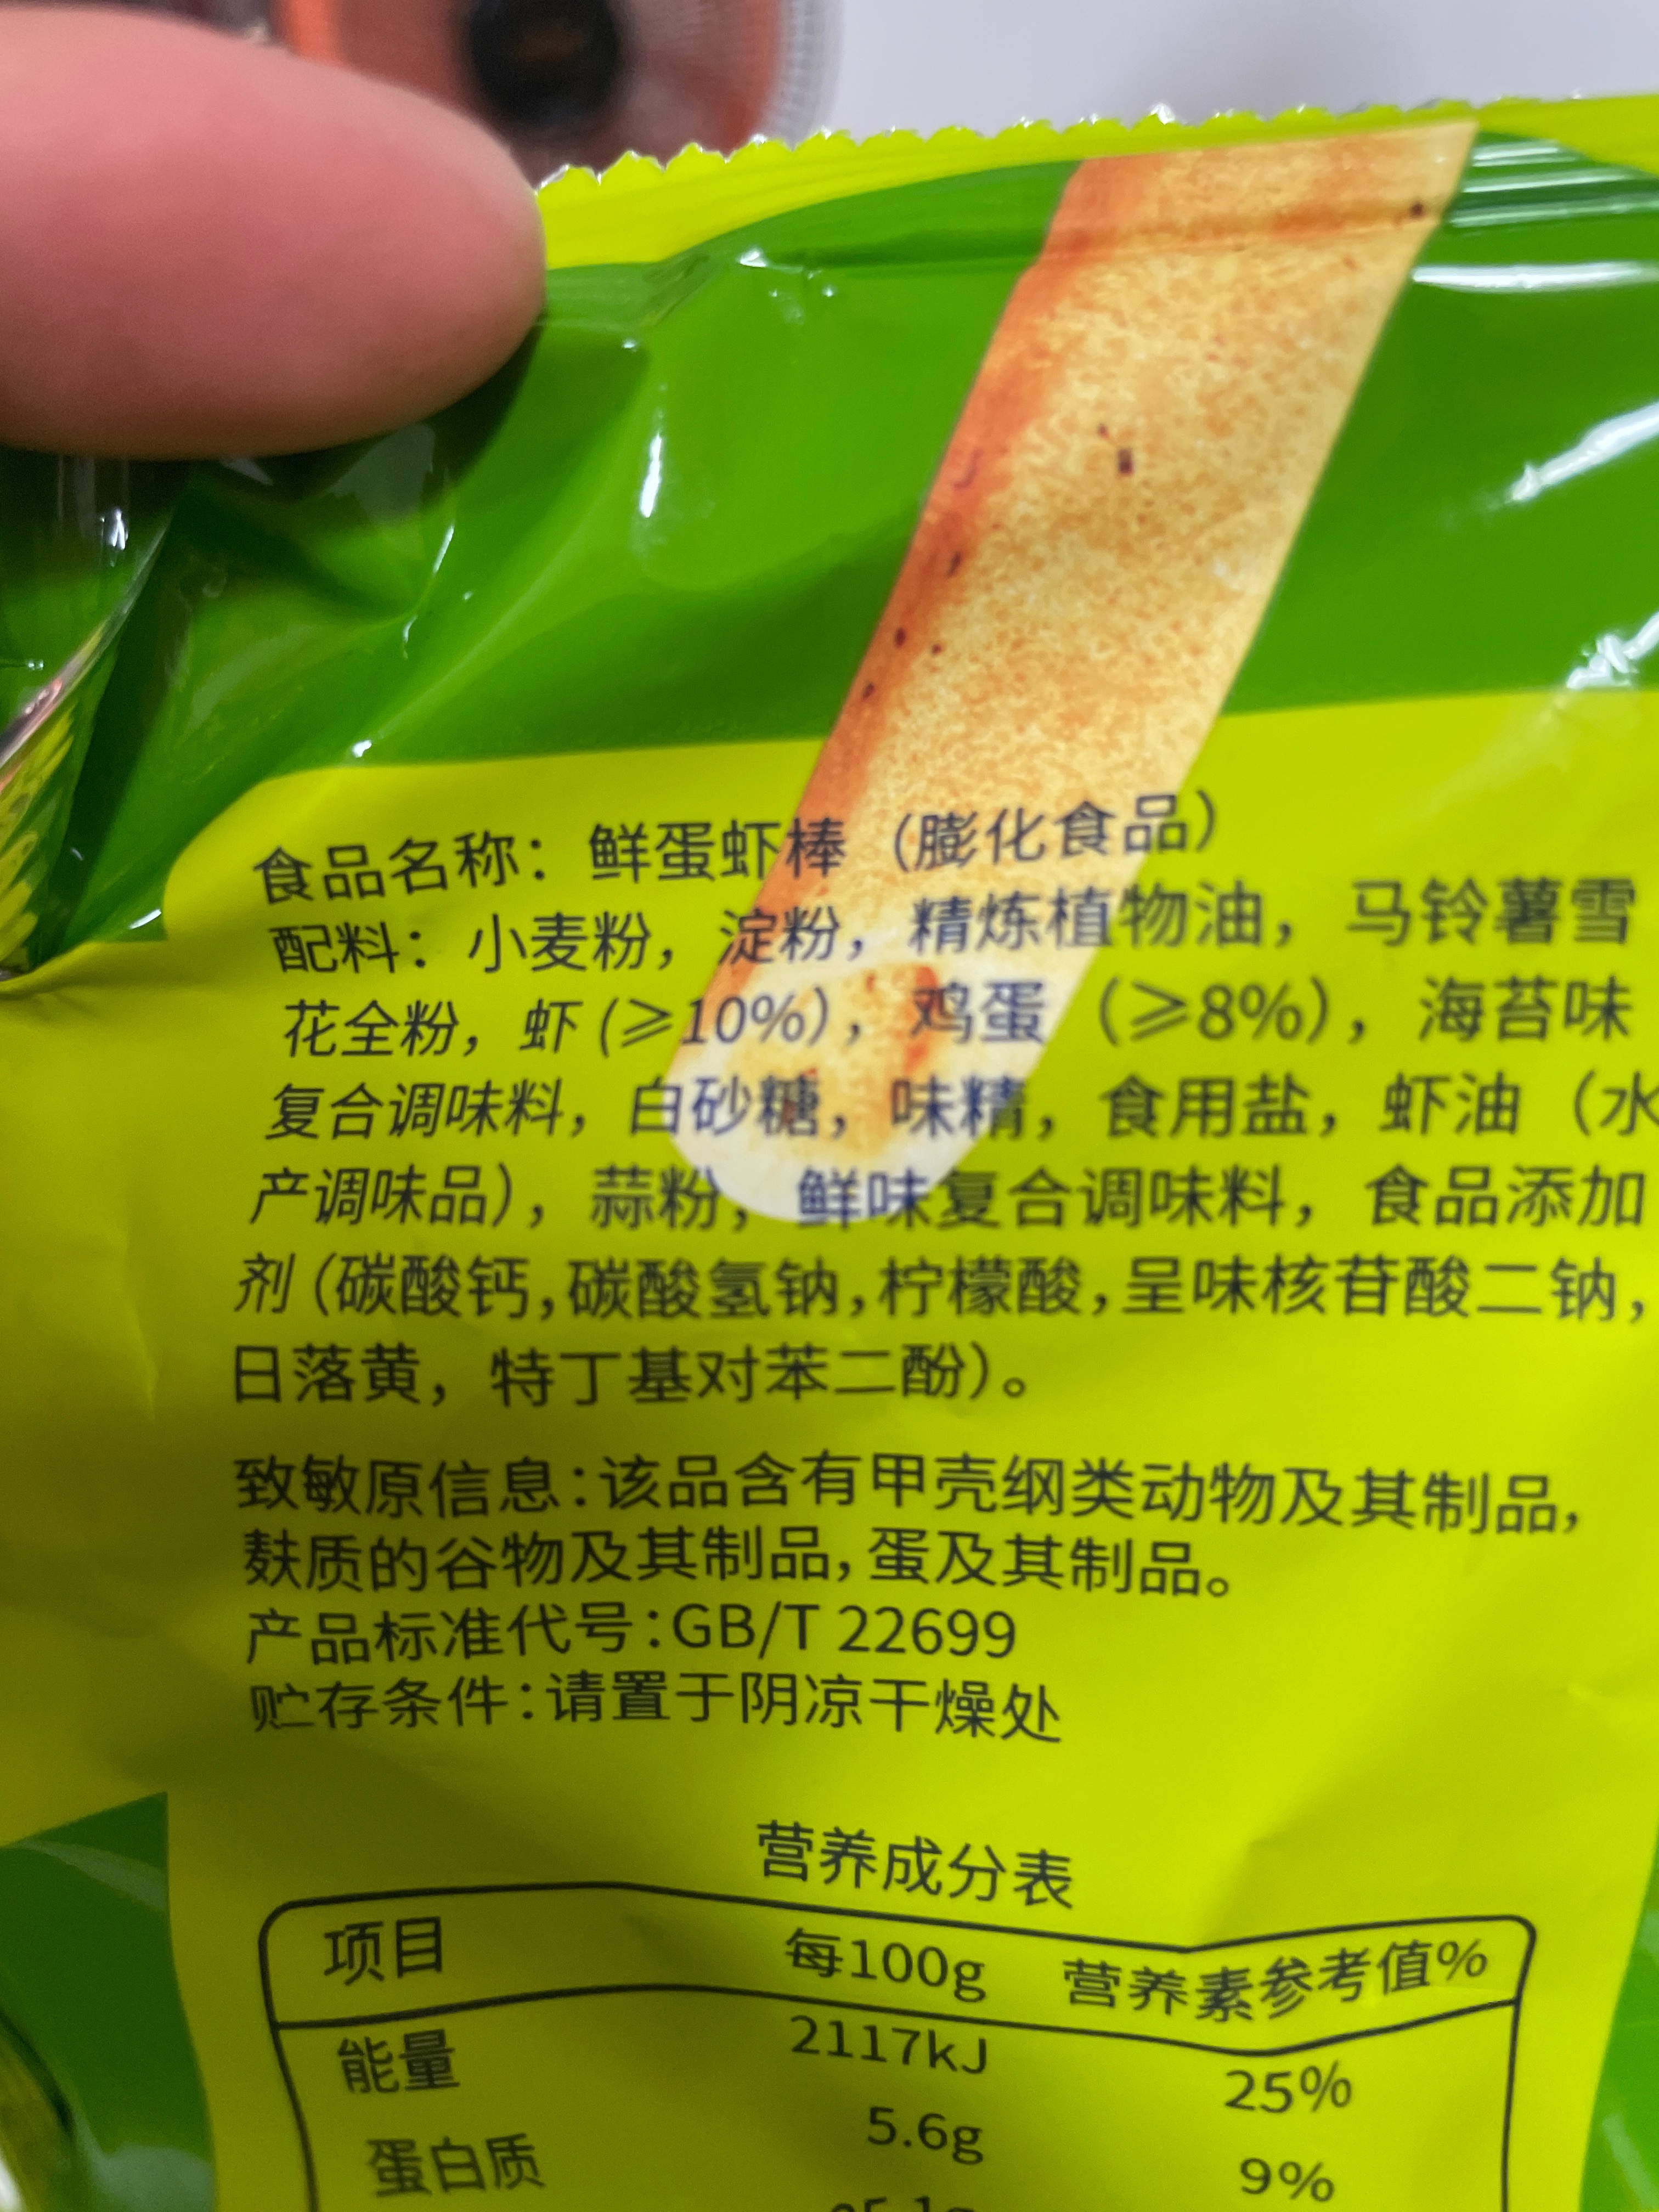 食品名称：鲜蛋虾棒（膨化食品）
配料：小麦粉，淀粉，精炼植物油，马铃薯雪
花全粉，虾(≥10%)，鸡蛋（≥8%），海苔味
复合调味料，白砂糖，味精，食用盐，虾油（水
产调味品），蒜粉，鲜味复合调味料，食品添加
剂(碳酸钙,碳酸氢钠,柠檬酸,呈味核苷酸二钠,
日落黄，特丁基对苯二酚)。
致敏原信息:该品含有甲壳纲类动物及其制品,
麸质的谷物及其制品,蛋及其制品。
产品标准代号:GB/T 22699
贮存条件:请置于阴凉干燥处
营养成分表
项目 每100g 营养素参考值%
能量 2117kJ 25%
蛋白质 5.6g 9%